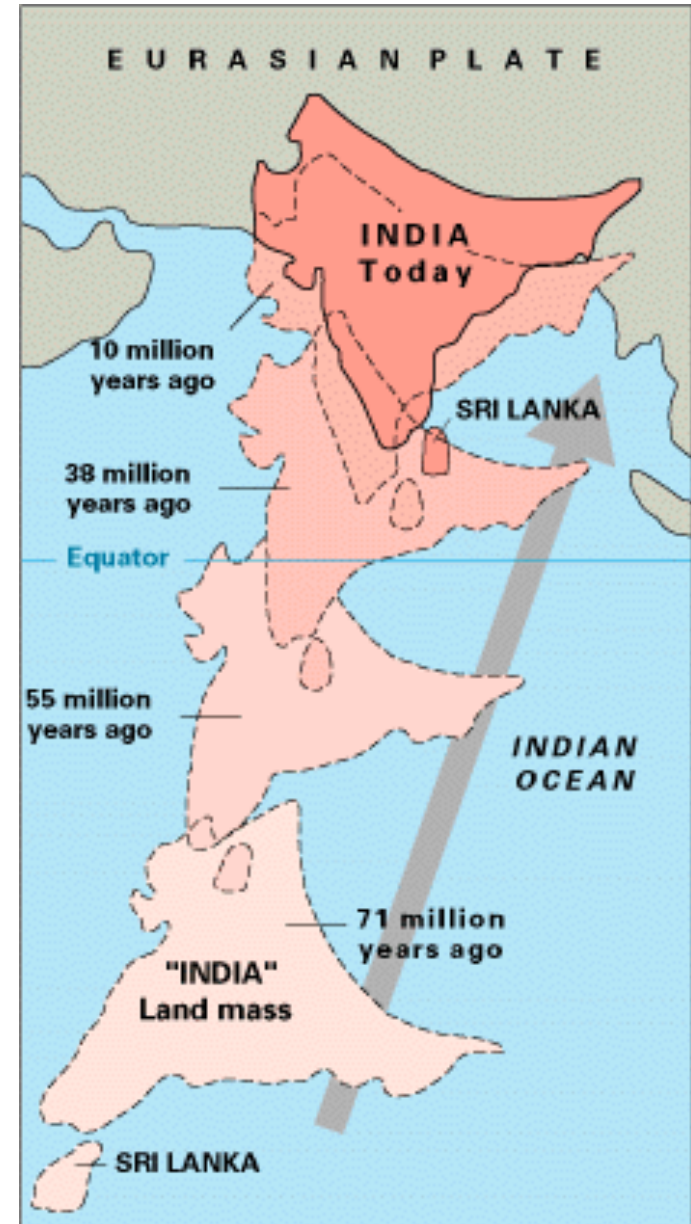 EURASIAN PLATE
INDIA
Today
10 million
years ago
SRI LANKA
38 million
years ago
Equator
55 million
years ago
INDIAN
OCEAN
71 million
years ago
"INDIA"
Land mass
SRI LANKA